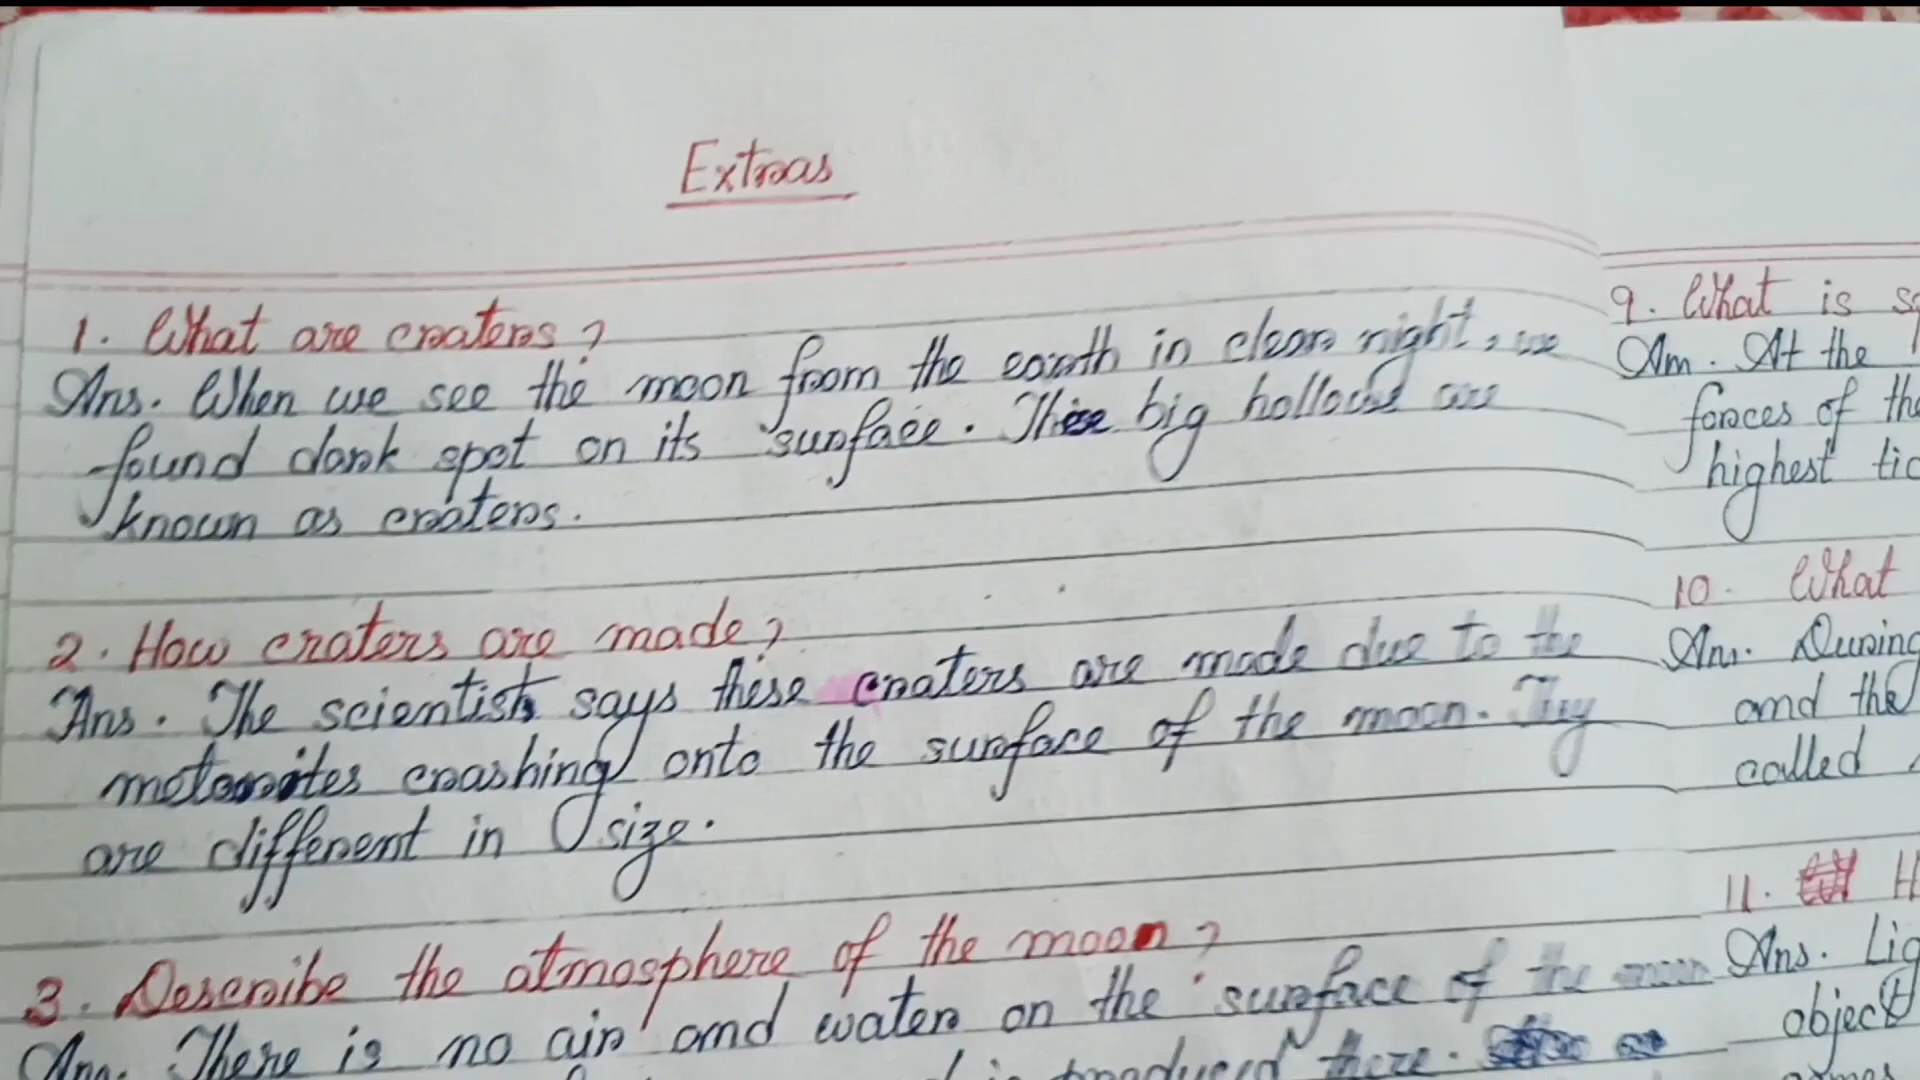 Extras
1. What are craters?
Ans. When we see the moon from the earth in clear night, we
found dark spot on its surface. These big hollows are
known as craters.
2. How craters are made?
Ans. The scientists says these craters are made due to the
meteorites crashing onto the surface of the moon. They
are different in size.
3. Describe the atmosphere of the moon?
Ans. There is no air and water on the surface of the moon
produced there.
9. What is
Ans. At the
forces of the
highest
10. What
Ans. During
and the
called
11. H
Ans. Lig
object